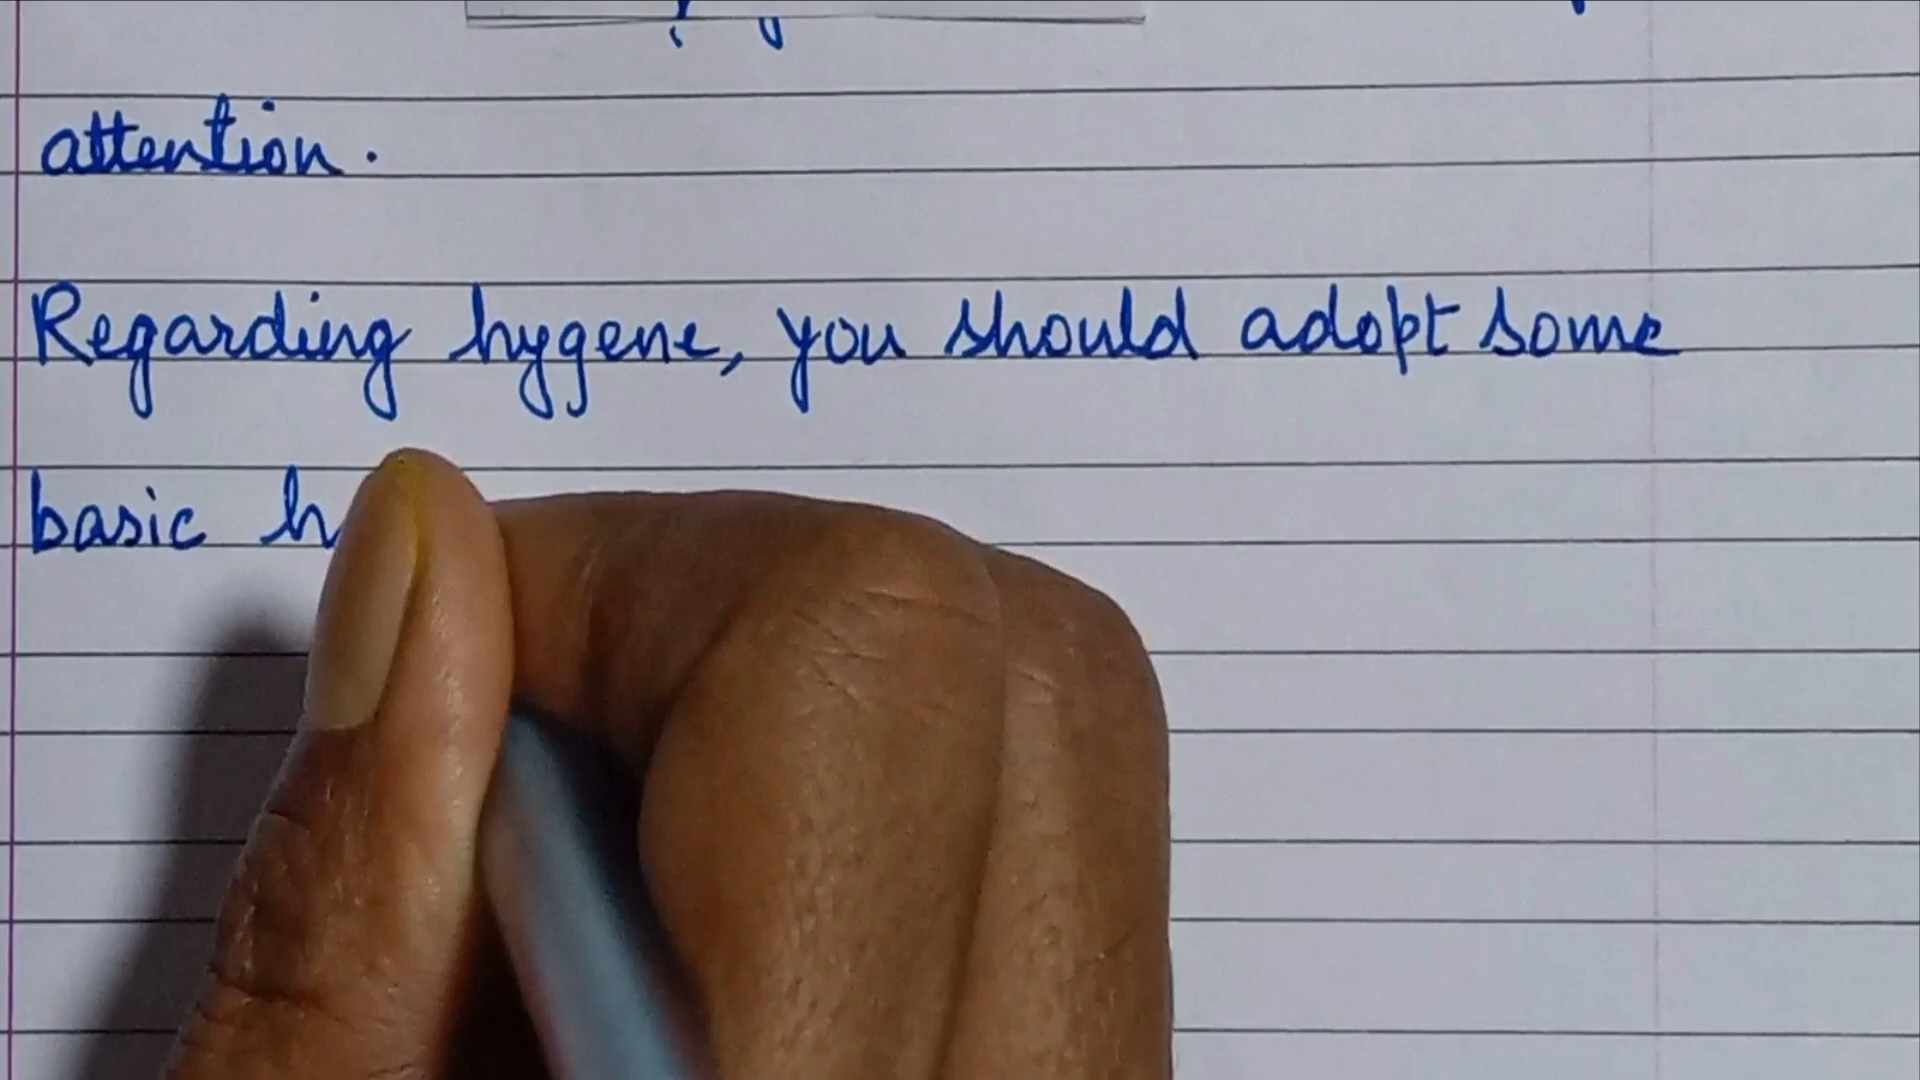 attention.
Regarding hygene, you should adopt some
basic h